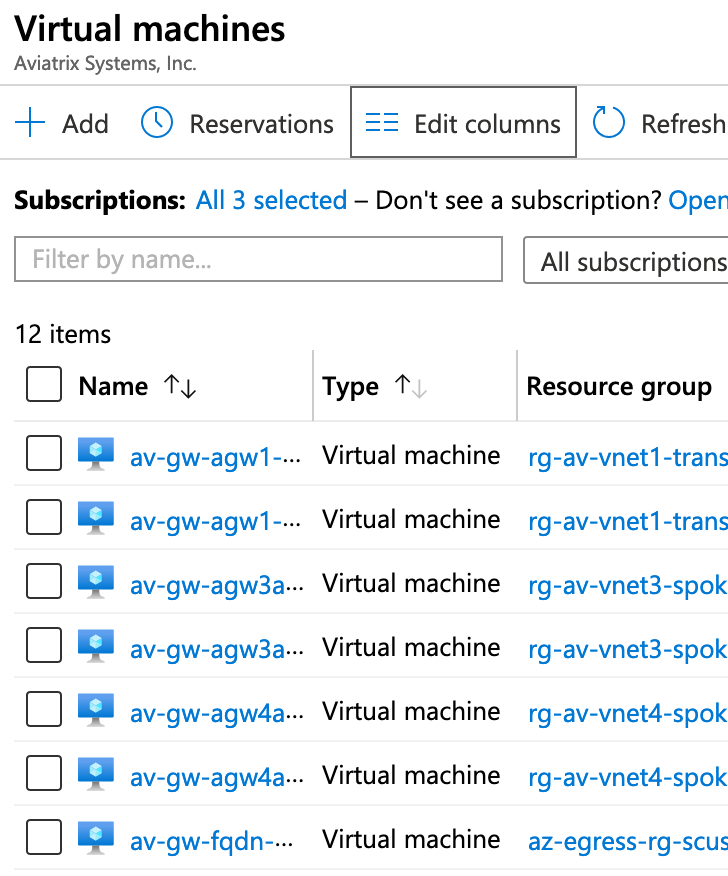 Virtual machines
Aviatrix Systems, Inc.
Add Reservations Edit columns Refresh
Subscriptions: All 3 selected – Don't see a subscription? Open
Filter by name... All subscriptions
12 items
Name Type Resource group
av-gw-agw1-... Virtual machine rg-av-vnet1-trans
av-gw-agw1-... Virtual machine rg-av-vnet1-trans
av-gw-agw3a... Virtual machine rg-av-vnet3-spok
av-gw-agw3a... Virtual machine rg-av-vnet3-spok
av-gw-agw4a... Virtual machine rg-av-vnet4-spok
av-gw-agw4a... Virtual machine rg-av-vnet4-spok
av-gw-fqdn-... Virtual machine az-egress-rg-scus